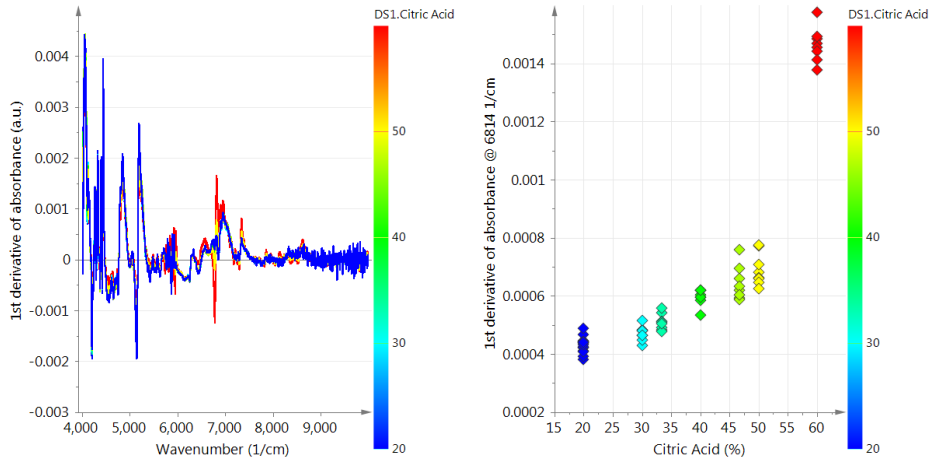 DS1.Citric Acid
0.004
0.003
0.002
0.001
0
-0.001
-0.002
-0.003
1st derivative of absorbance (a.u.)
4,000 5,000 6,000 7,000 8,000 9,000
Wavenumber (1/cm)
50
40
30
20
DS1.Citric Acid
0.0014
0.0012
0.001
0.0008
0.0006
0.0004
0.0002
1st derivative of absorbance @ 6814 1/cm
15 20 25 30 35 40 45 50 55 60
Citric Acid (%)
50
40
30
20